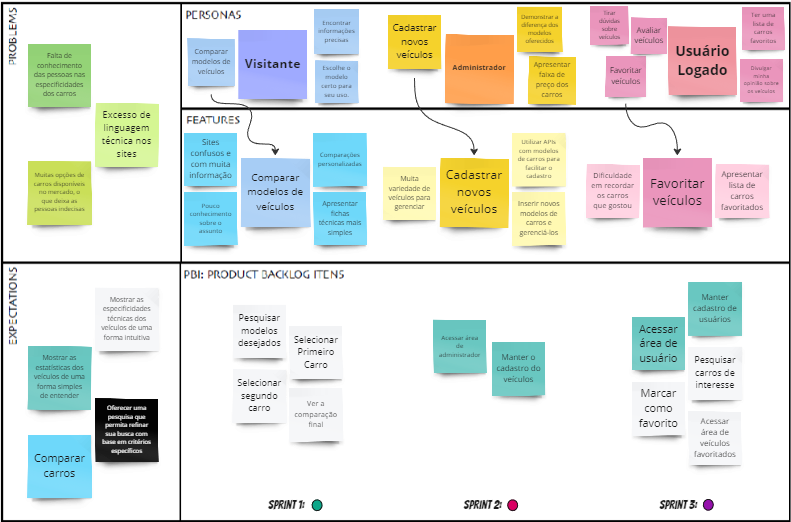 PROBLEMS
Falta de
conhecimento
das pessoas nas
especificidades
dos carros
Excesso de
linguagem
técnica nos
sites
Muitas opções de
carros disponíveis
no mercado, o
que deixa as
pessoas indecisas
PERSONAS
Comparar
modelos de
veículos
Visitante
Encontrar
informações
precisas
Escolhe o
modelo
certo para
seu uso.
Cadastrar
novos
veículos
Administrador
Demonstrar a
diferença dos
modelos
oferecidos
Apresentar
faixa de
preço dos
carros
Tirar
dúvidas
sobre
veículos
Avaliar
veículos
Favoritar
veículos
Usuário
Logado
Ter uma
lista de
carros
favoritos
Divulgar
minha
opinião sobre
os veículos
FEATURES
Sites
confusos e
com muita
informação
Pouco
conhecimento
sobre o
assunto
Comparar
modelos de
veículos
Comparações
personalizadas
Apresentar
fichas
técnicas mais
simples
Muita
variedade de
veículos para
gerenciar
Cadastrar
novos
veículos
Utilizar APIs
com modelos
de carros para
facilitar o
cadastro
Inserir novos
modelos de
carros e
gerenciá-los
Dificuldade
em recordar
os carros
que gostou
Favoritar
veículos
Apresentar
lista de
carros
favoritados
EXPECTATIONS
Mostrar as
especificidades
técnicas dos
veículos de uma
forma intuitiva
Mostrar as
estatísticas dos
veículos de uma
forma simples
de entender
Oferecer uma
pesquisa que
permita refinar
sua busca com
base em critérios
específicos
Comparar
carros
PBI: PRODUCT BACKLOG ITENS
Pesquisar
modelos
desejados
Selecionar
Primeiro
Carro
Selecionar
segundo
carro
Ver a
comparação
final
Acessar área
de
administrador
Manter o
cadastro do
veículos
Manter
cadastro de
usuários
Acessar
área de
usuário
Pesquisar
carros de
interesse
Marcar
como
favorito
Acessar
área de
veículos
favoritados
SPRINT 1:
SPRINT 2:
SPRINT 3: